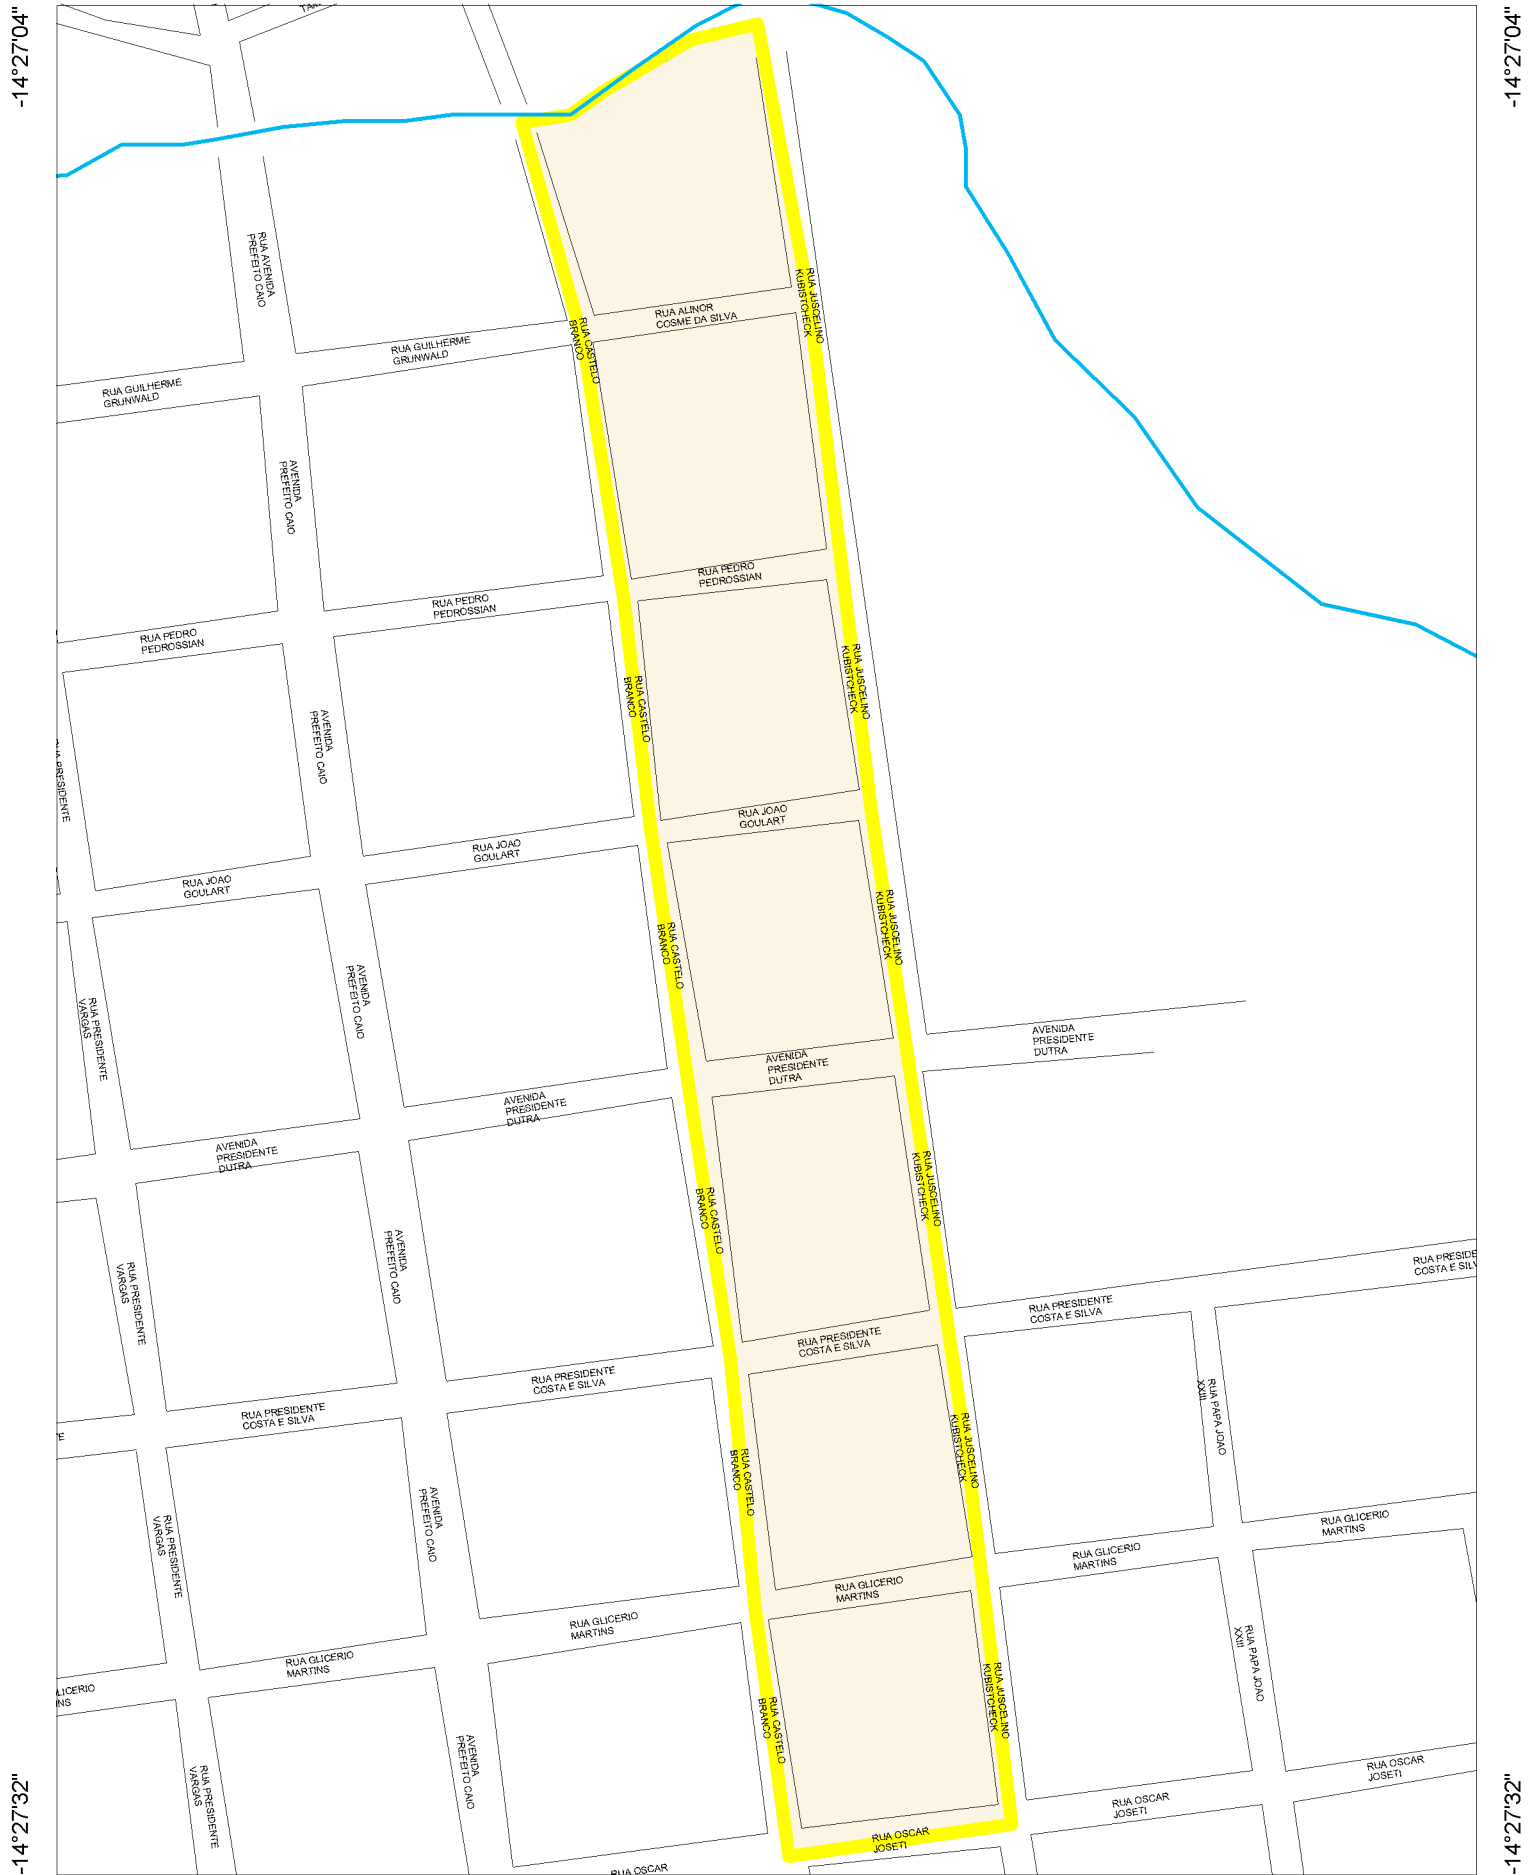 -14°27'04"
-14°27'04"
RUA AVENIDA
PREFEITO CAIO
RUA JUSCELINO
KUBISTCHECK
RUA ALINOR
COSME DA SILVA
RUA CASTELO
BRANCO
RUA GUILHERME
GRUNWALD
RUA GUILHERME
GRUNWALD
AVENIDA
PREFEITO CAIO
RUA PEDRO
PEDROSSIAN
RUA PEDRO
PEDROSSIAN
RUA PEDRO
PEDROSSIAN
RUA JUSCELINO
KUBISTCHECK
RUA CASTELO
BRANCO
AVENIDA
PREFEITO CAIO
PRESIDENTE
RUA JOAO
GOULART
RUA JOAO
GOULART
RUA JOAO
GOULART
RUA JUSCELINO
KUBISTCHECK
RUA CASTELO
BRANCO
AVENIDA
PREFEITO CAIO
RUA PRESIDENTE
VARGAS
AVENIDA
PRESIDENTE
DUTRA
AVENIDA
PRESIDENTE
DUTRA
AVENIDA
PRESIDENTE
DUTRA
AVENIDA
PRESIDENTE
DUTRA
RUA JUSCELINO
KUBISTCHECK
RUA CASTELO
BRANCO
AVENIDA
PREFEITO CAIO
RUA PRESIDENTE
VARGAS
RUA PRESIDE
COSTA E SILV
RUA PRESIDENTE
COSTA E SILVA
RUA PRESIDENTE
COSTA E SILVA
RUA PRESIDENTE
COSTA E SILVA
RUA PRESIDENTE
COSTA E SILVA
RUA PAPA JOAO
XXIII
RUA JUSCELINO
KUBISTCHECK
RUA CASTELO
BRANCO
AVENIDA
PREFEITO CAIO
RUA PRESIDENTE
VARGAS
RUA GLICERIO
MARTINS
RUA GLICERIO
MARTINS
RUA GLICERIO
MARTINS
RUA GLICERIO
MARTINS
RUA GLICERIO
MARTINS
LICERIO
INS
RUA PAPA JOAO
XXIII
RUA JUSCELINO
KUBISTCHECK
RUA CASTELO
BRANCO
AVENIDA
PREFEITO CAIO
RUA PRESIDENTE
VARGAS
RUA OSCAR
JOSETI
RUA OSCAR
JOSETI
RUA OSCAR
JOSETI
RUA OSCAR
-14°27'32"
-14°27'32"